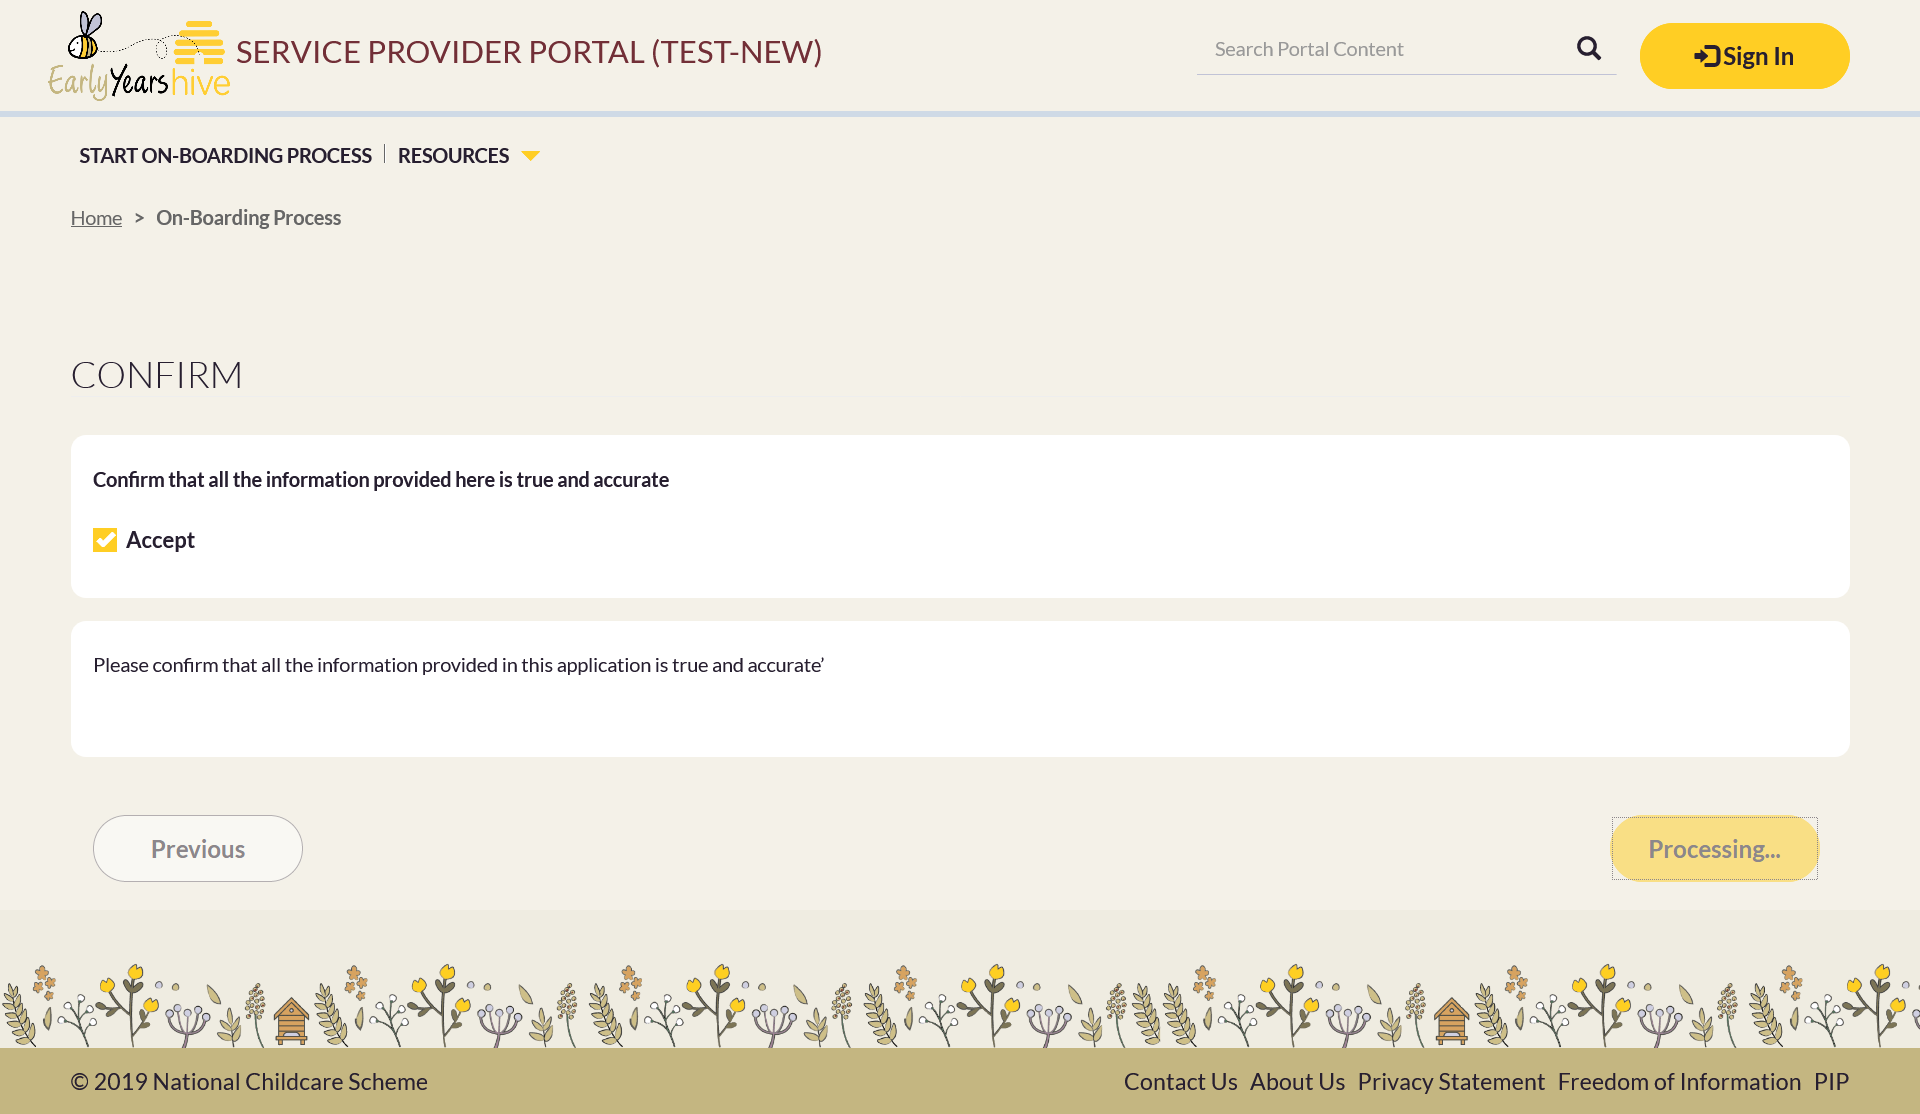 Early Years hive
SERVICE PROVIDER PORTAL (TEST-NEW)
Search Portal Content
Sign In
START ON-BOARDING PROCESS
RESOURCES
Home > On-Boarding Process
CONFIRM
Confirm that all the information provided here is true and accurate
Accept
Please confirm that all the information provided in this application is true and accurate’
Previous
Processing...
© 2019 National Childcare Scheme
Contact Us About Us Privacy Statement Freedom of Information PIP